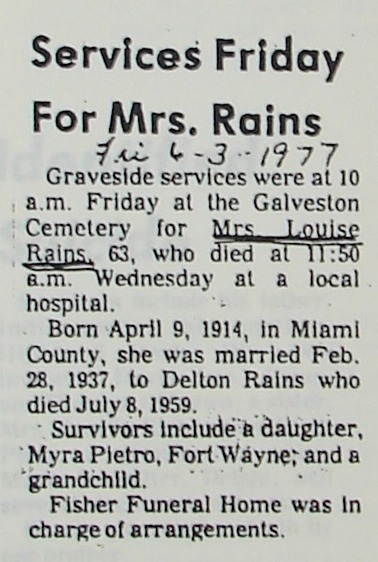 Services Friday
For Mrs. Rains
Fri 6-3-1977
Graveside services were at 10
a.m. Friday at the Galveston
Cemetery for Mrs. Louise
Rains, 63, who died at 11:50
a.m. Wednesday at a local
hospital.
Born April 9, 1914, in Miami
County, she was married Feb.
28, 1937, to Delton Rains who
died July 8, 1959.
Survivors include a daughter,
Myra Pietro, Fort Wayne; and a
grandchild.
Fisher Funeral Home was in
charge of arrangements.